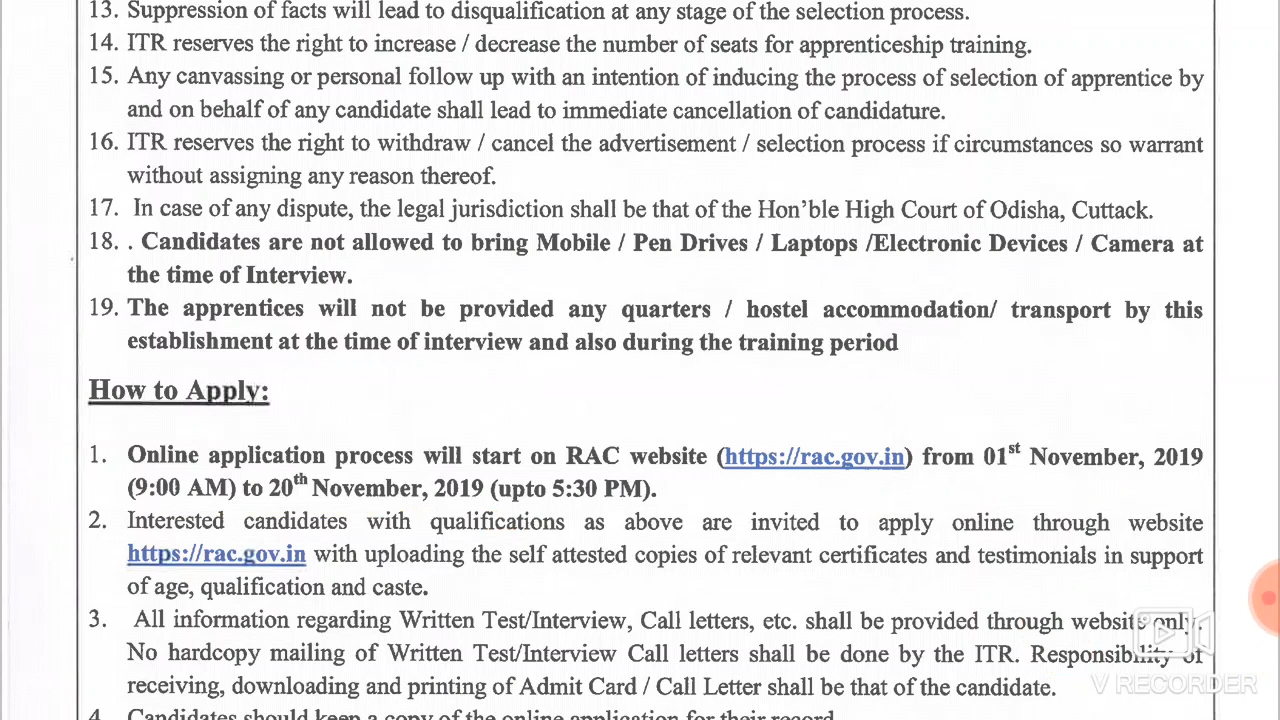 13. Suppression of facts will lead to disqualification at any stage of the selection process.
14. ITR reserves the right to increase / decrease the number of seats for apprenticeship training.
15. Any canvassing or personal follow up with an intention of inducing the process of selection of apprentice by
and on behalf of any candidate shall lead to immediate cancellation of candidature.
16. ITR reserves the right to withdraw / cancel the advertisement / selection process if circumstances so warrant
without assigning any reason thereof.
17. In case of any dispute, the legal jurisdiction shall be that of the Hon'ble High Court of Odisha, Cuttack.
18. . Candidates are not allowed to bring Mobile / Pen Drives / Laptops /Electronic Devices / Camera at
the time of Interview.
19. The apprentices will not be provided any quarters / hostel accommodation/ transport by this
establishment at the time of interview and also during the training period
How to Apply:
1. Online application process will start on RAC website (https://rac.gov.in) from 01st November, 2019
(9:00 AM) to 20th November, 2019 (upto 5:30 PM).
2. Interested candidates with qualifications as above are invited to apply online through website
https://rac.gov.in with uploading the self attested copies of relevant certificates and testimonials in support
of age, qualification and caste.
3. All information regarding Written Test/Interview, Call letters, etc. shall be provided through website only.
No hardcopy mailing of Written Test/Interview Call letters shall be done by the ITR. Responsibility of
receiving, downloading and printing of Admit Card / Call Letter shall be that of the candidate.
4. Candidates should keep a copy of the online application for their record.
V RECORDER